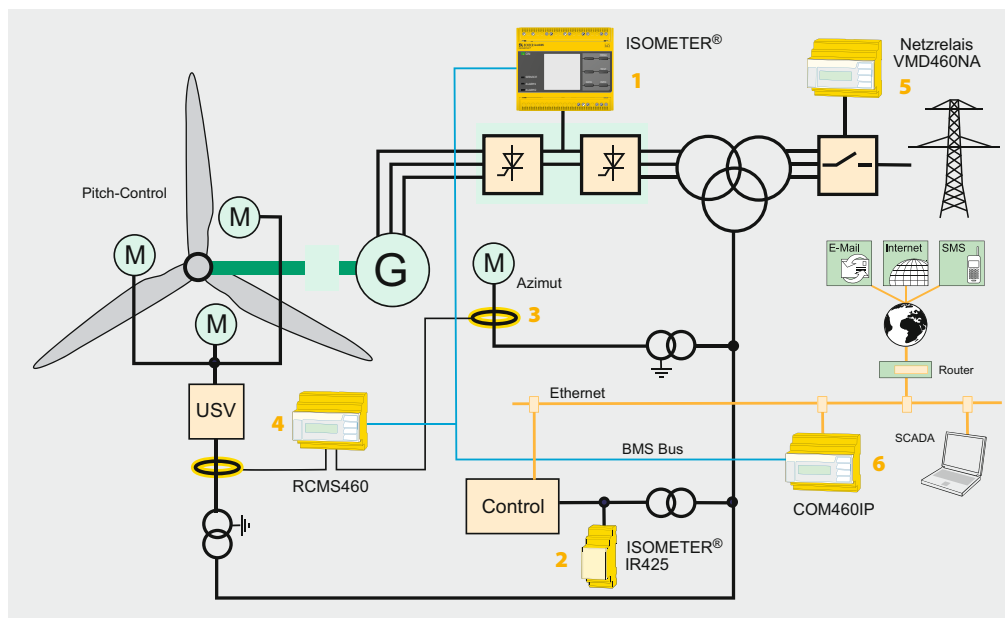 ISOMETER®
1
Netzrelais
VMD460NA
5
Pitch-Control
M
M
M
G
M
Azimut
3
E-Mail
Internet
SMS
Router
Ethernet
USV
4
RCMS460
BMS Bus
SCADA
6
COM460IP
Control
2
ISOMETER®
IR425